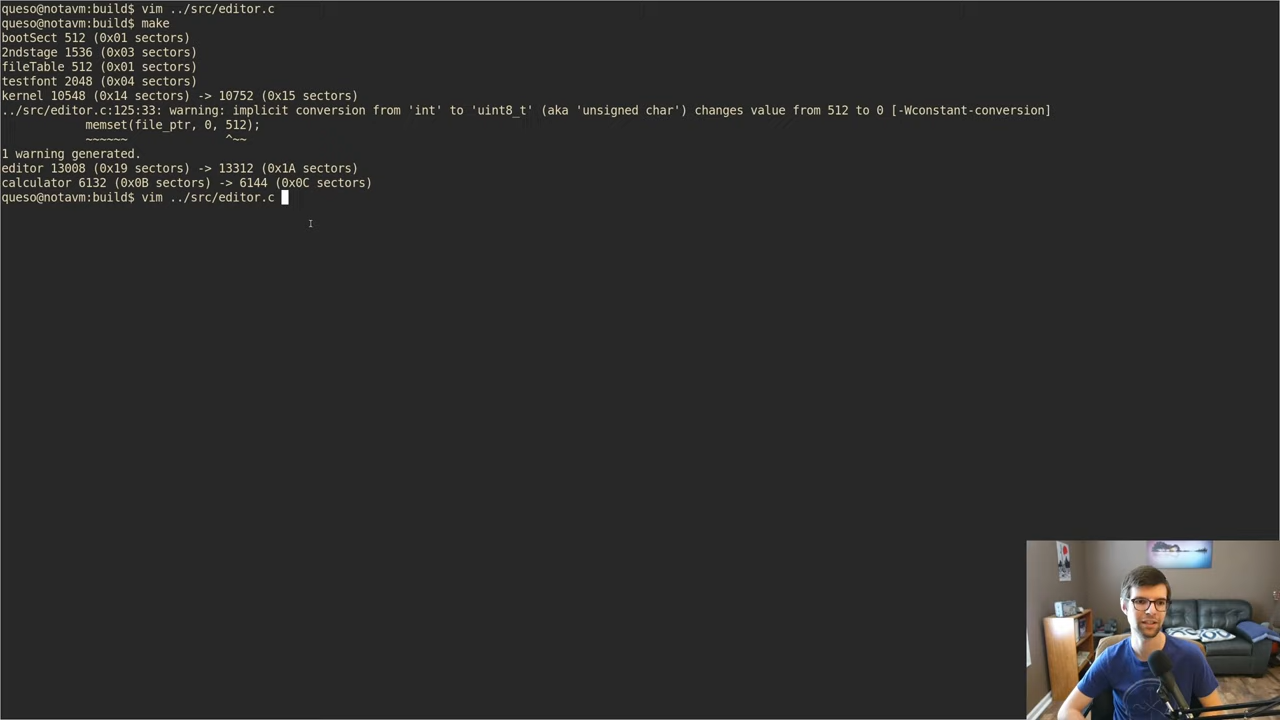 queso@notavm:build$ vim ../src/editor.c
queso@notavm:build$ make
bootSect 512 (0x01 sectors)
2ndstage 1536 (0x03 sectors)
fileTable 512 (0x01 sectors)
testfont 2048 (0x04 sectors)
kernel 10548 (0x14 sectors) -> 10752 (0x15 sectors)
../src/editor.c:125:33: warning: implicit conversion from 'int' to 'uint8_t' (aka 'unsigned char') changes value from 512 to 0 [-Wconstant-conversion]
            memset(file_ptr, 0, 512);
            ~~~~~~              ^~~
1 warning generated.
editor 13008 (0x19 sectors) -> 13312 (0x1A sectors)
calculator 6132 (0x0B sectors) -> 6144 (0x0C sectors)
queso@notavm:build$ vim ../src/editor.c